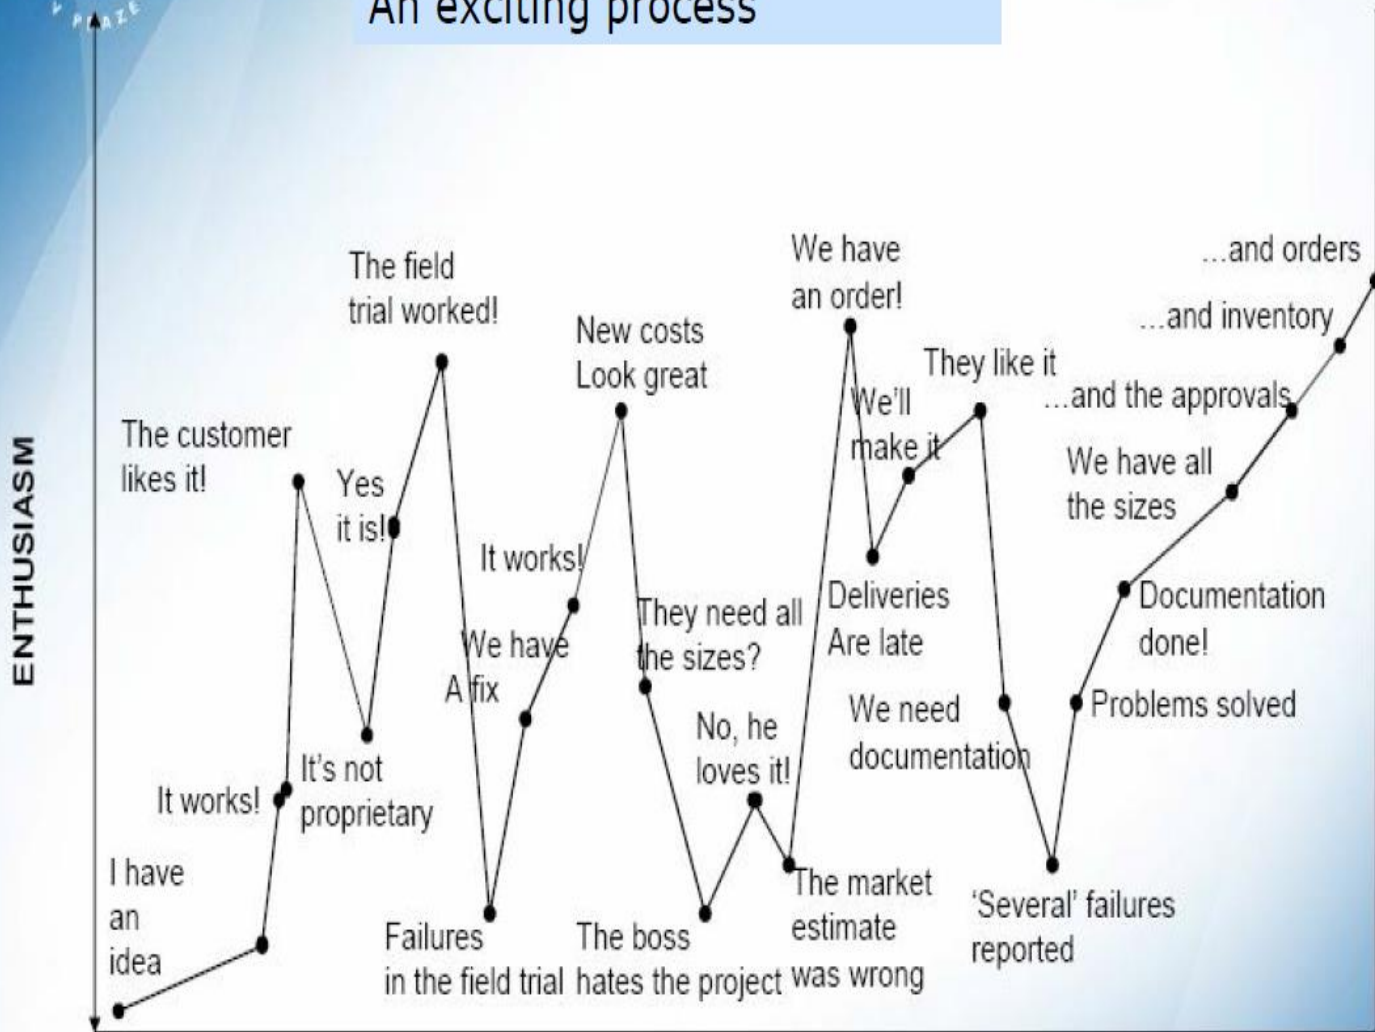 An exciting process
ENTHUSIASM
I have
an
idea
It works!
The customer
likes it!
It's not
proprietary
Yes
it is!
The field
trial worked!
Failures
in the field trial
We have
A fix
It works!
New costs
Look great
They need all
the sizes?
The boss
hates the project
No, he
loves it!
The market
estimate
was wrong
We have
an order!
Deliveries
Are late
We'll
make it
They like it
We need
documentation
'Several' failures
reported
Problems solved
Documentation
done!
We have all
the sizes
...and the approvals
...and inventory
...and orders